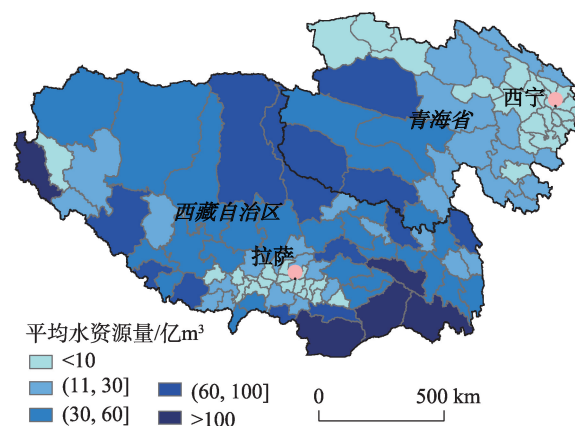 西宁
青海省
西藏自治区
拉萨
平均水资源量/亿m³
<10
(11, 30]
(30, 60]
(60, 100]
>100
0 500 km